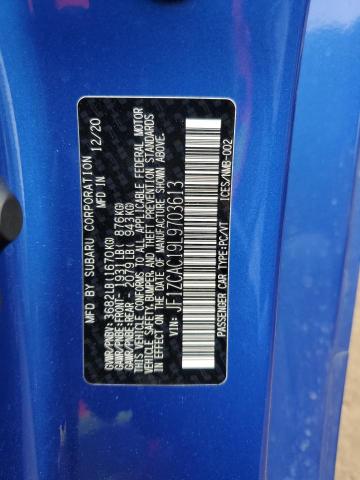 MFD BY SUBARU CORPORATION
12/20
MFD IN
GVWR/PNBV: 3682LB(1670KG)
GAWR/PNBE:FRONT- 1931LB( 876KG)
GAWR/PNBE:REAR - 2079LB( 943KG)
THIS VEHICLE CONFORMS TO ALL APPLICABLE FEDERAL MOTOR
VEHICLE SAFETY, BUMPER, AND THEFT PREVENTION STANDARDS
IN EFFECT ON THE DATE OF MANUFACTURE SHOWN ABOVE.
VIN: JF1ZCAC19L9703613
PASSENGER CAR TYPE:PC/VT ICES/NMB-002